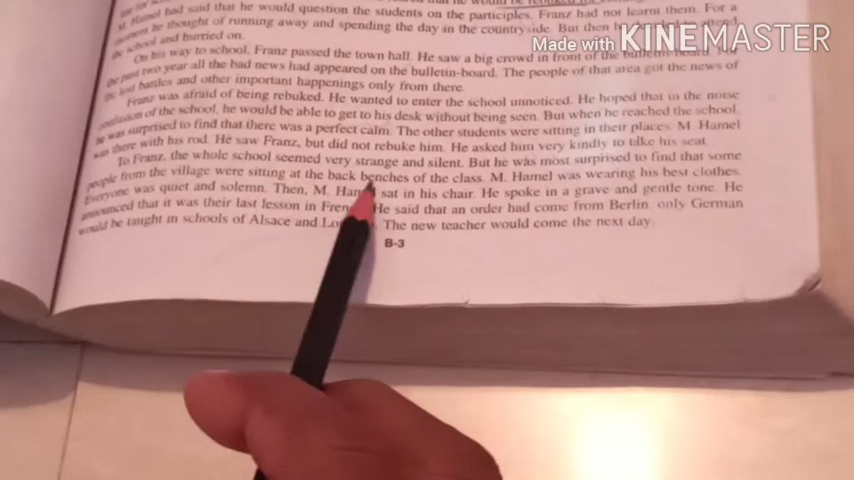 M. Hamel had said that he would question the students on the participles. Franz had not learnt them. For a
moment he thought of running away and spending the day in the countryside. But then he
the school and hurried on.
On his way to school, Franz passed the town hall. He saw a big crowd in front of the bulletin-board. For
the past two year all the bad news had appeared on the bulletin-board. The people of that area got the news of
the lost battles and other important happenings only from there.
Franz was afraid of being rebuked. He wanted to enter the school unnoticed. He hoped that in the noise
confusion of the school, he would be able to get to his desk without being seen. But when he reached the school,
he was surprised to find that there was a perfect calm. The other students were sitting in their places. M. Hamel
was there with his rod. He saw Franz, but did not rebuke him. He asked him very kindly to take his seat.
To Franz, the whole school seemed very strange and silent. But he was most surprised to find that some
people from the village were sitting at the back benches of the class. M. Hamel was wearing his best clothes.
Everyone was quiet and solemn. Then, M. Hamel sat in his chair. He spoke in a grave and gentle tone. He
announced that it was their last lesson in French. He said that an order had come from Berlin, only German
would be taught in schools of Alsace and The new teacher would come the next day.
B-3
Made with KINEMASTER